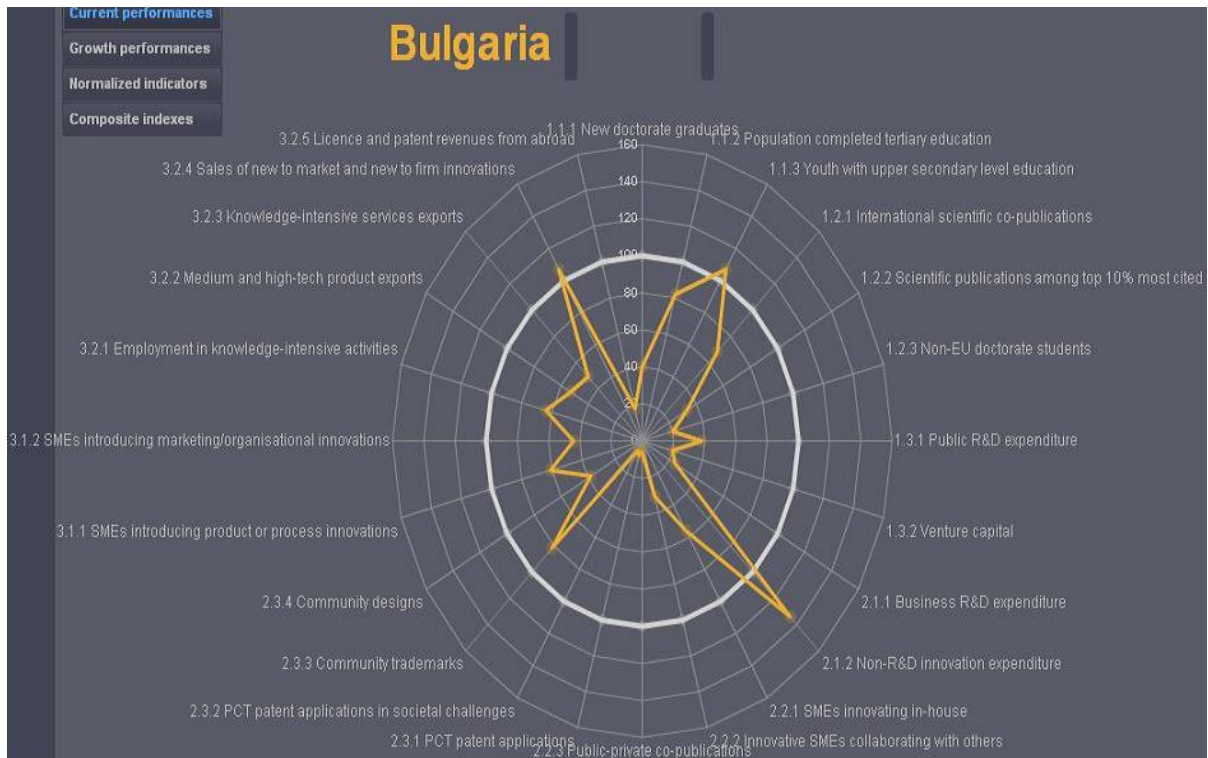 Current performances
Growth performances
Normalized indicators
Composite indexes
Bulgaria
1.1.1 New doctorate graduates
1.1.2 Population completed tertiary education
1.1.3 Youth with upper secondary level education
1.2.1 International scientific co-publications
1.2.2 Scientific publications among top 10% most cited
1.2.3 Non-EU doctorate students
1.3.1 Public R&D expenditure
1.3.2 Venture capital
2.1.1 Business R&D expenditure
2.1.2 Non-R&D innovation expenditure
2.2.1 SMEs innovating in-house
2.2.2 Innovative SMEs collaborating with others
2.2.3 Public-private co-publications
2.3.1 PCT patent applications
2.3.2 PCT patent applications in societal challenges
2.3.3 Community trademarks
2.3.4 Community designs
3.1.1 SMEs introducing product or process innovations
3.1.2 SMEs introducing marketing/organisational innovations
3.2.1 Employment in knowledge-intensive activities
3.2.2 Medium and high-tech product exports
3.2.3 Knowledge-intensive services exports
3.2.4 Sales of new to market and new to firm innovations
3.2.5 Licence and patent revenues from abroad
160
140
120
100
80
60
40
0